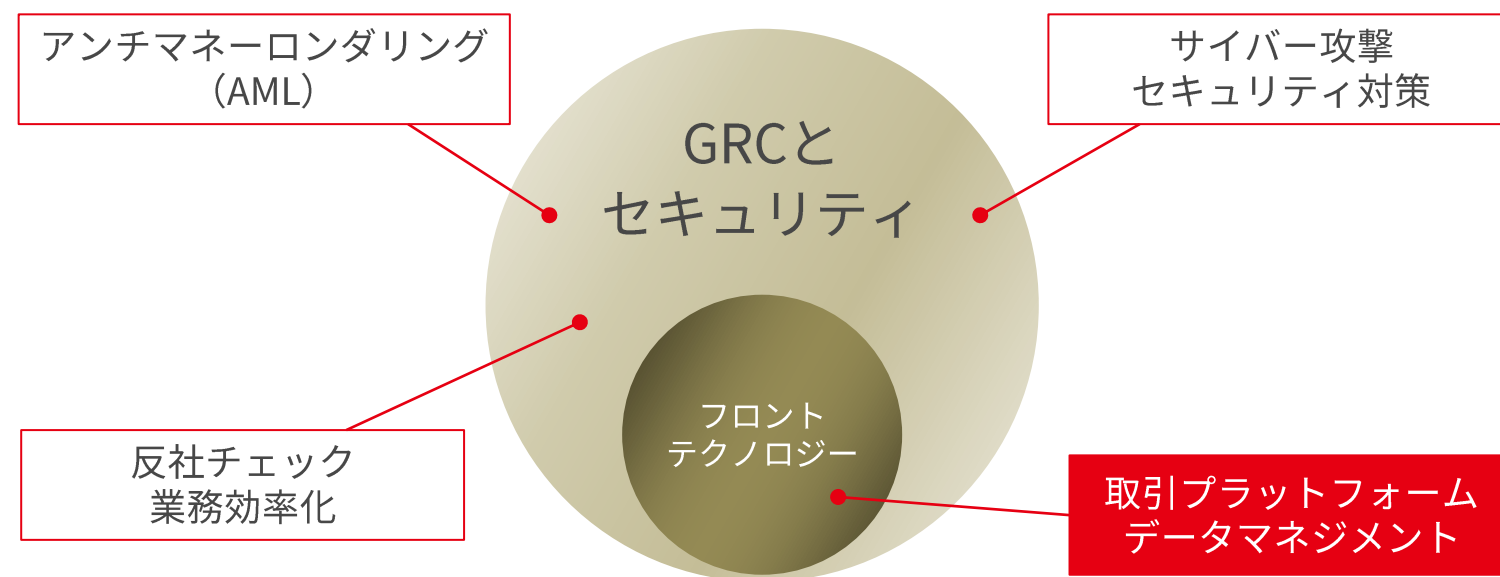 アンチマネーロンダリング
（AML）
サイバー攻撃
セキュリティ対策
GRCと
セキュリティ
フロント
テクノロジー
反社チェック
業務効率化
取引プラットフォーム
データマネジメント